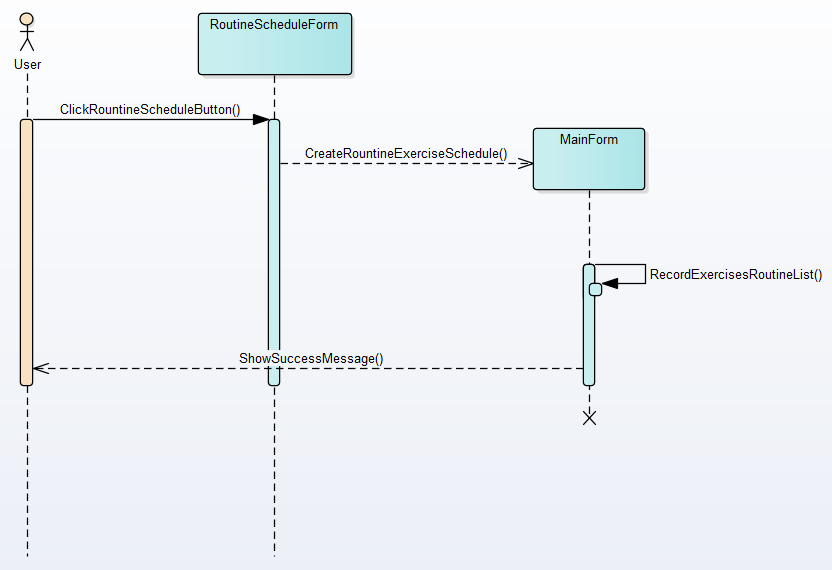 RoutineScheduleForm
User
ClickRountineScheduleButton()
MainForm
CreateRountineExerciseSchedule()
RecordExercisesRoutineList()
ShowSuccessMessage()